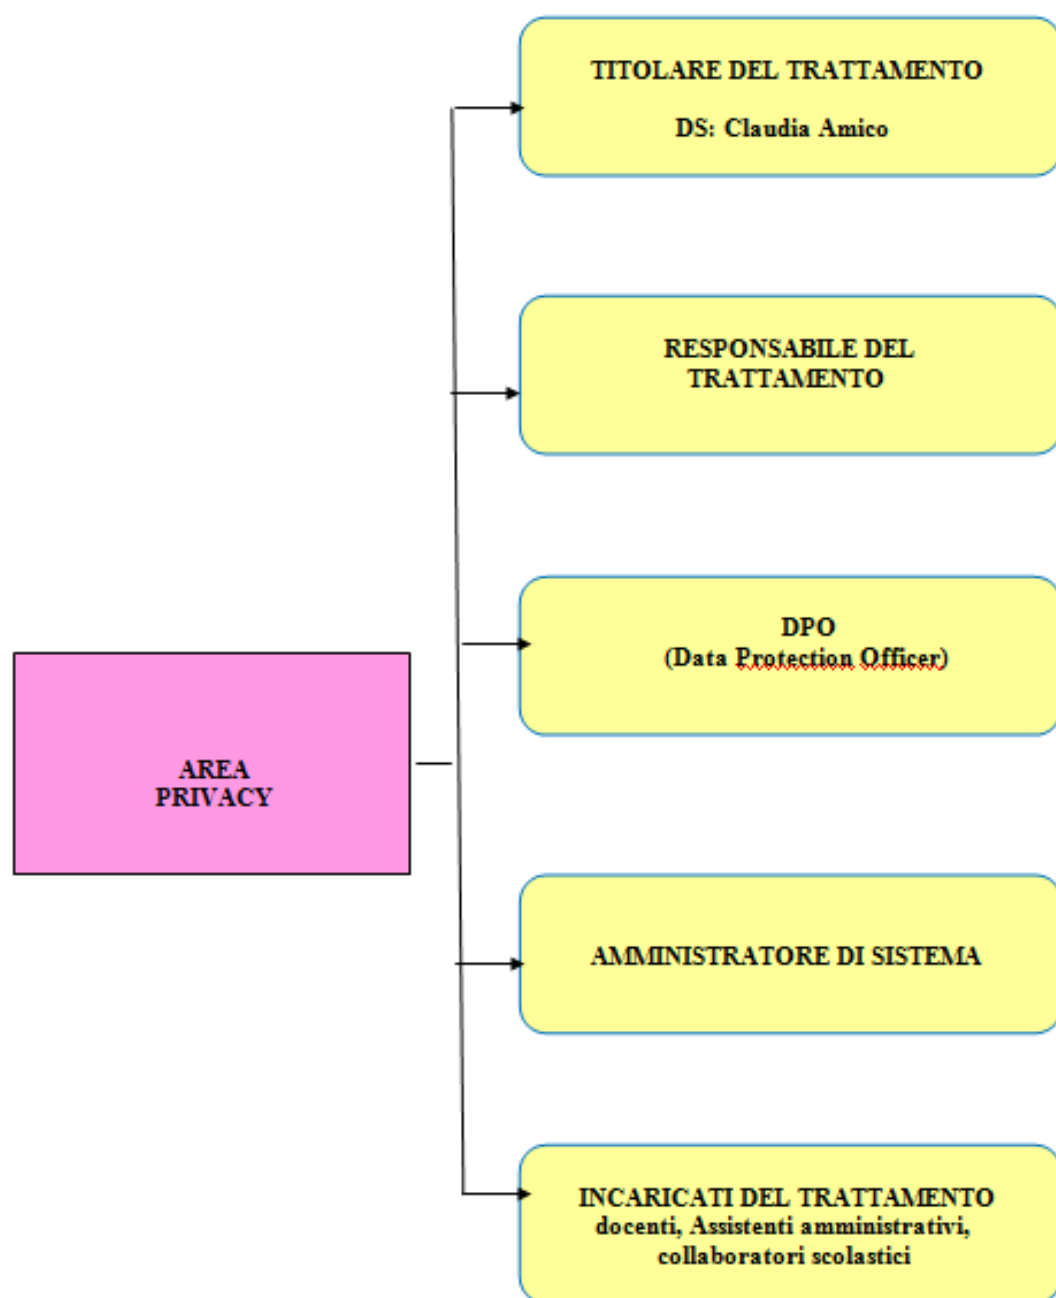 TITOLARE DEL TRATTAMENTO
DS: Claudia Amico
RESPONSABILE DEL
TRATTAMENTO
DPO
(Data Protection Officer)
AREA
PRIVACY
AMMINISTRATORE DI SISTEMA
INCARICATI DEL TRATTAMENTO
docenti, Assistenti amministrativi,
collaboratori scolastici